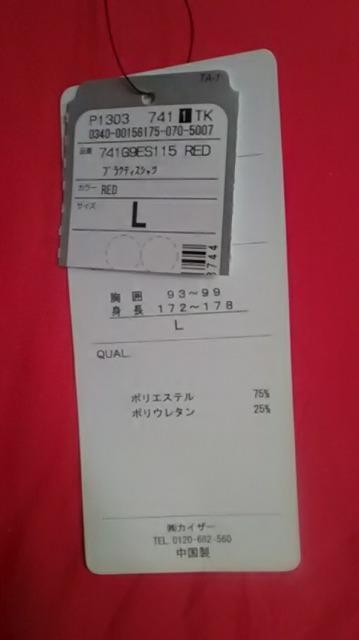 TA-1
P1303 741 1 TK
0340-00156175-070-5007
品番 741G9ES115 RED
プラクティスシャツ
カラー RED
サイズ
L
3744
胸 囲 93～99
身 長 172～178
L
QUAL.
ポリエステル 75%
ポリウレタン 25%
㈱カイザー
TEL. 0120-682-560
中国製